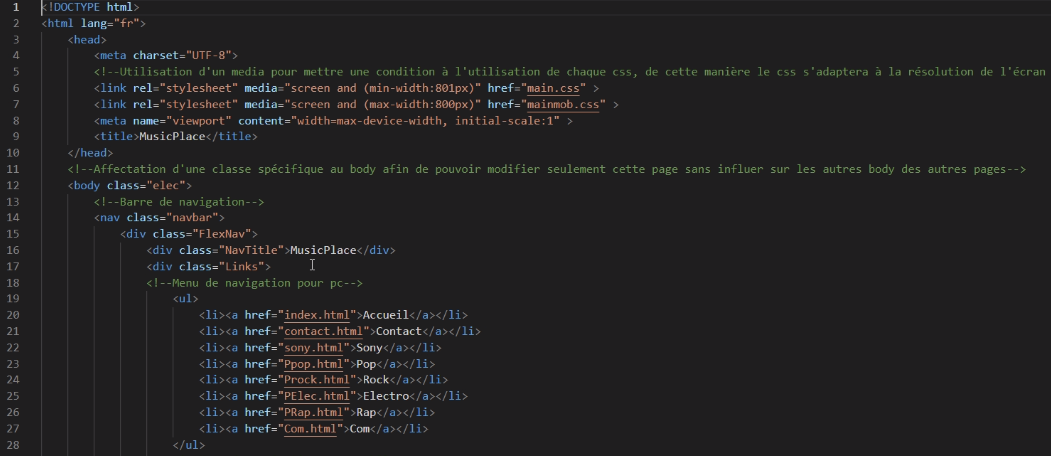 1 <!DOCTYPE html>
2 <html lang="fr">
3 <head>
4 <meta charset="UTF-8">
5 <!--Utilisation d'un media pour mettre une condition à l'utilisation de chaque css, de cette manière le css s'adaptera à la résolution de l'écran
6 <link rel="stylesheet" media="screen and (min-width:801px)" href="main.css" >
7 <link rel="stylesheet" media="screen and (max-width:800px)" href="mainmob.css" >
8 <meta name="viewport" content="width=max-device-width, initial-scale:1" >
9 <title>MusicPlace</title>
10 </head>
11 <!--Affectation d'une classe spécifique au body afin de pouvoir modifier seulement cette page sans influer sur les autres body des autres pages-->
12 <body class="elec">
13 <!--Barre de navigation-->
14 <nav class="navbar">
15 <div class="FlexNav">
16 <div class="NavTitle">MusicPlace</div>
17 <div class="Links">
18 <!--Menu de navigation pour pc-->
19 <ul>
20 <li><a href="index.html">Accueil</a></li>
21 <li><a href="contact.html">Contact</a></li>
22 <li><a href="sony.html">Sony</a></li>
23 <li><a href="Ppop.html">Pop</a></li>
24 <li><a href="Prock.html">Rock</a></li>
25 <li><a href="PElec.html">Electro</a></li>
26 <li><a href="PRap.html">Rap</a></li>
27 <li><a href="Com.html">Com</a></li>
28 </ul>